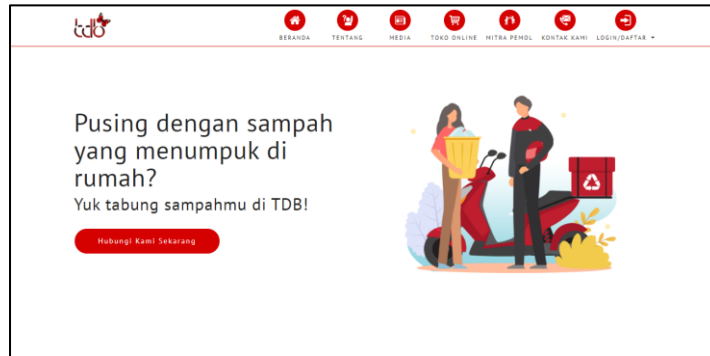 tdb
BERANDA TENTANG MEDIA TOKO ONLINE MITRA PEMOL KONTAK KAMI LOGIN/DAFTAR
Pusing dengan sampah
yang menumpuk di
rumah?
Yuk tabung sampahmu di TDB!
Hubungi Kami Sekarang